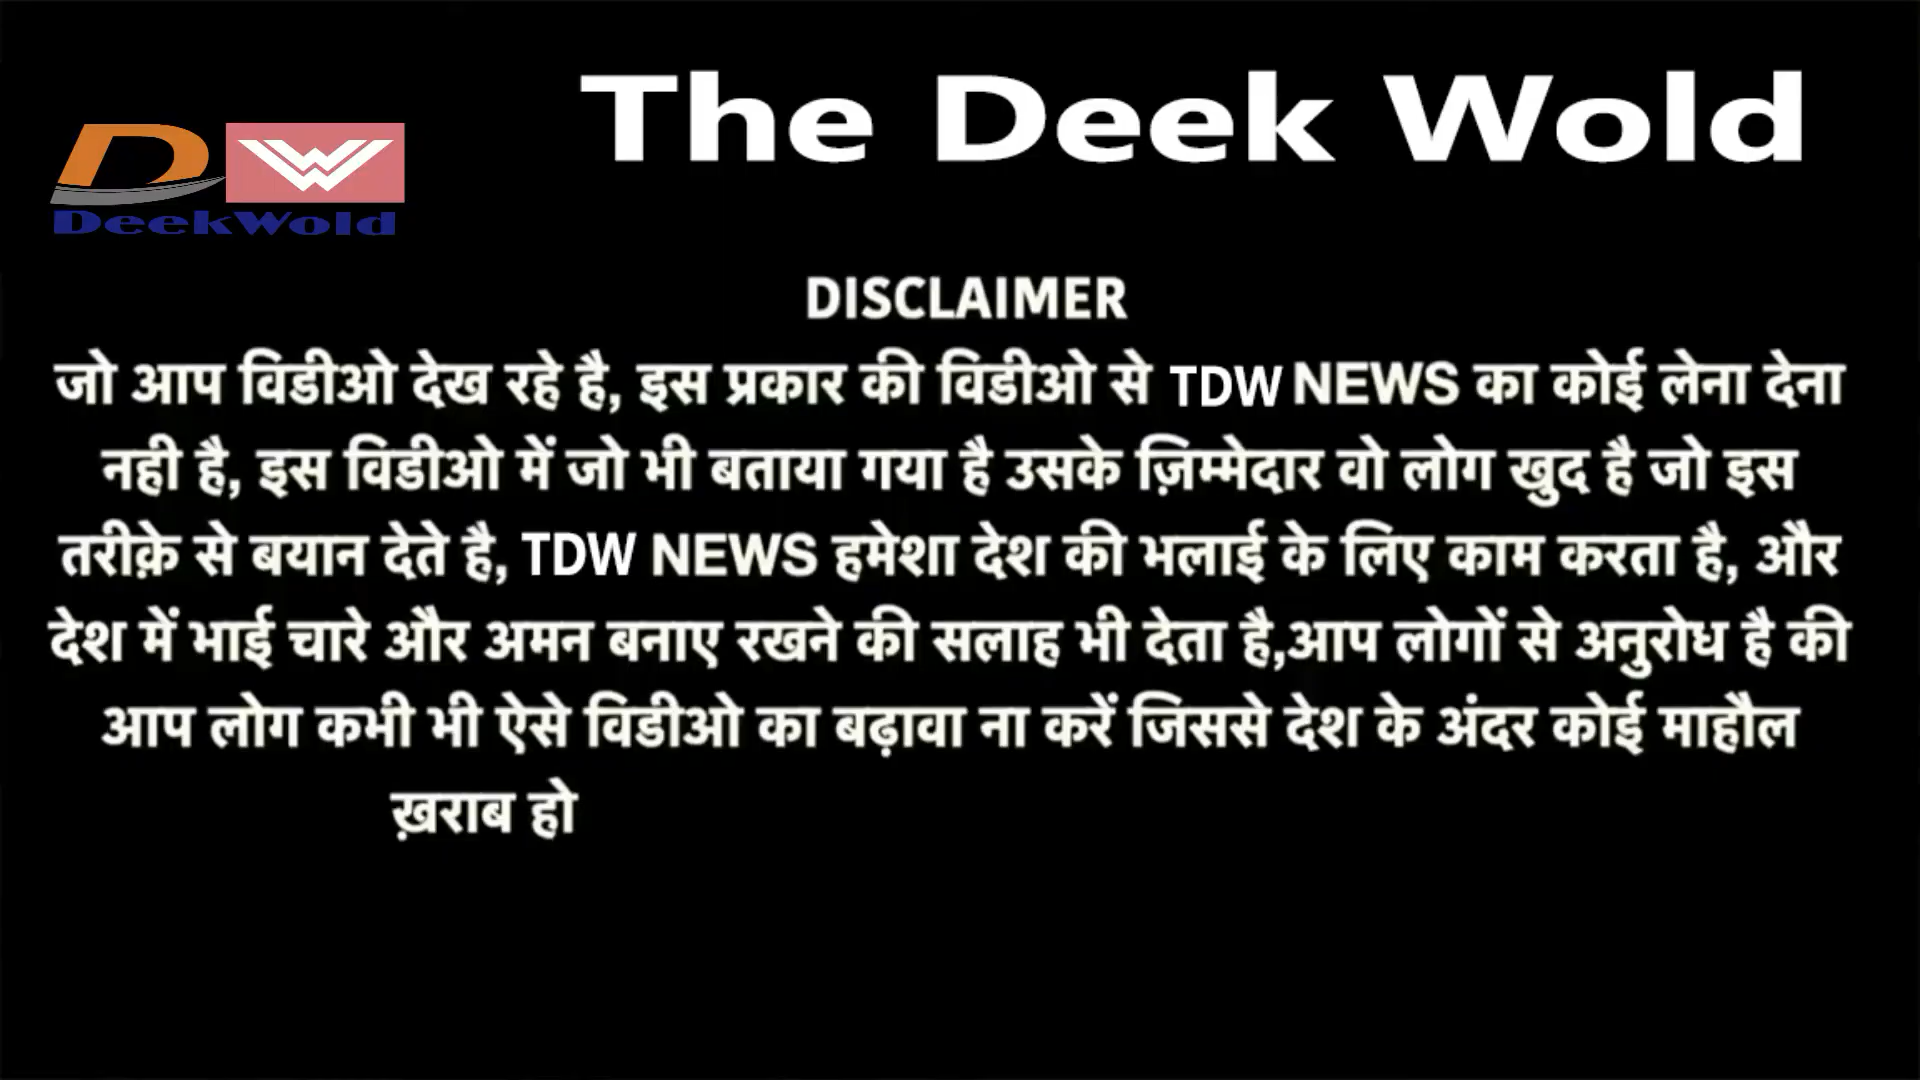 The Deek Wold
DW
DeekWold
DISCLAIMER
जो आप विडीओ देख रहे है, इस प्रकार की विडीओ से TDW NEWS का कोई लेना देना
नही है, इस विडीओ में जो भी बताया गया है उसके ज़िम्मेदार वो लोग खुद है जो इस
तरीक़े से बयान देते है, TDW NEWS हमेशा देश की भलाई के लिए काम करता है, और
देश में भाई चारे और अमन बनाए रखने की सलाह भी देता है,आप लोगों से अनुरोध है की
आप लोग कभी भी ऐसे विडीओ का बढ़ावा ना करें जिससे देश के अंदर कोई माहौल
ख़राब हो